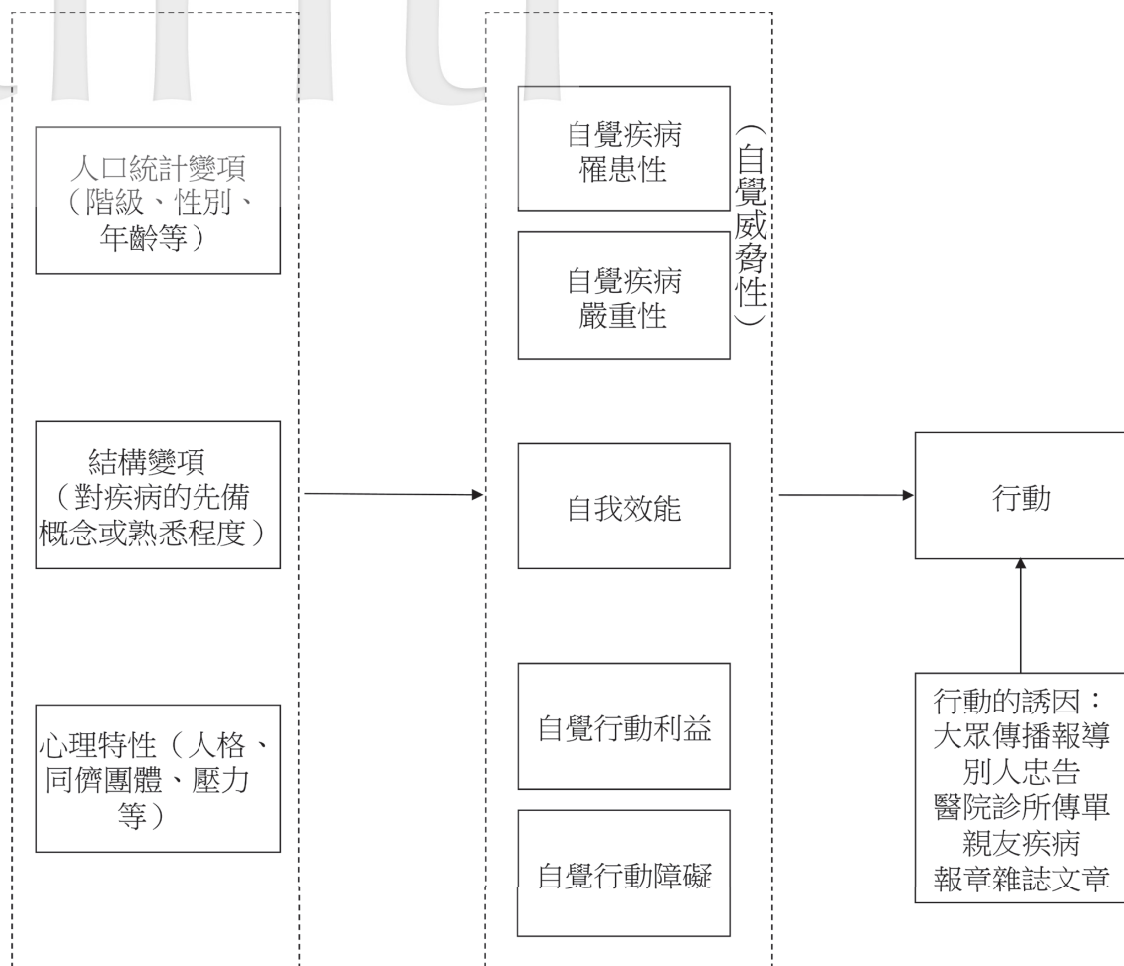 人口統計變項
（階級、性別、
年齡等）
結構變項
（對疾病的先備
概念或熟悉程度）
心理特性（人格、
同儕團體、壓力
等）
自覺疾病
罹患性
自覺疾病
嚴重性
（自覺威脅性）
自我效能
自覺行動利益
自覺行動障礙
行動
行動的誘因：
大眾傳播報導
別人忠告
醫院診所傳單
親友疾病
報章雜誌文章